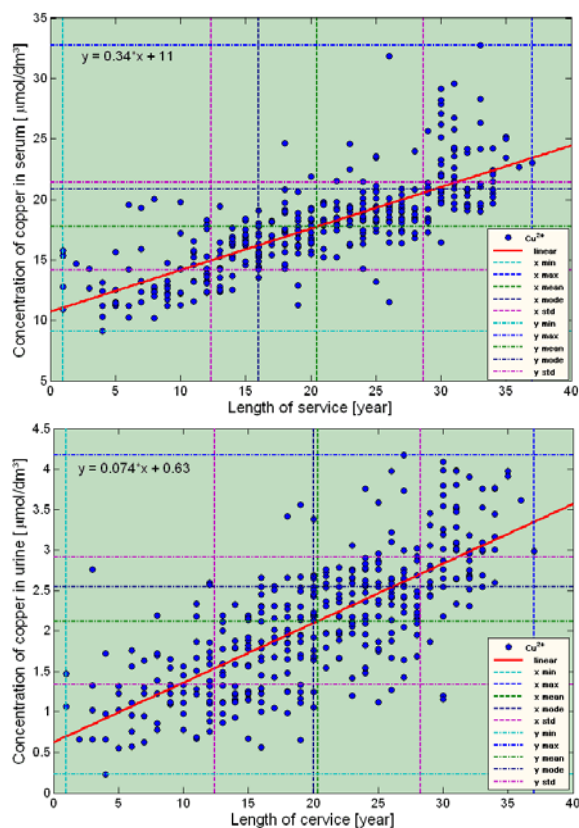 y = 0.34*x + 11
Concentration of copper in serum [ μmol/dm³]
35
30
25
20
15
10
5
0
5
10
15
20
25
30
35
40
Length of service [year]
Cu²⁺
linear
x min
x max
x mean
x mode
x std
y min
y max
y mean
y mode
y std
y = 0.074*x + 0.63
Concentration of copper in urine [μmol/dm³]
4.5
4
3.5
3
2.5
2
1.5
1
0.5
0
0
5
10
15
20
25
30
35
40
Length of cervice [year]
Cu²⁺
linear
x min
x max
x mean
x mode
x std
y min
y max
y mean
y mode
y std